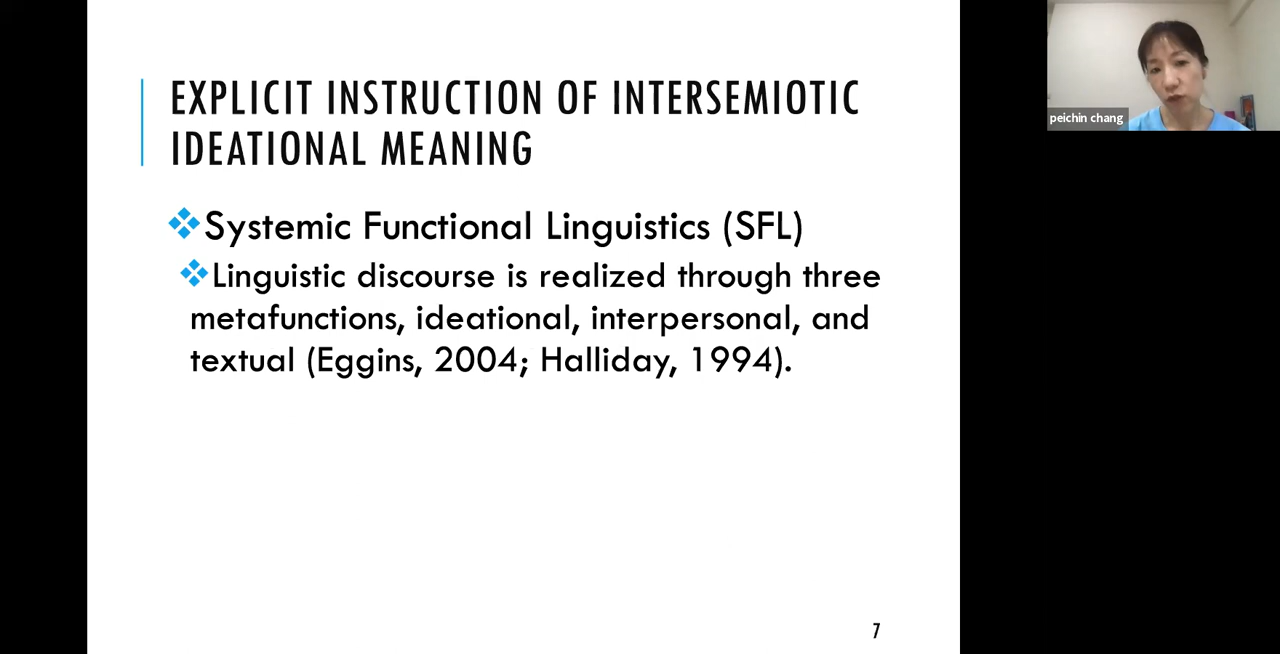 EXPLICIT INSTRUCTION OF INTERSEMIOTIC
IDEATIONAL MEANING
Systemic Functional Linguistics (SFL)
Linguistic discourse is realized through three
metafunctions, ideational, interpersonal, and
textual (Eggins, 2004; Halliday, 1994).
7
peichin chang